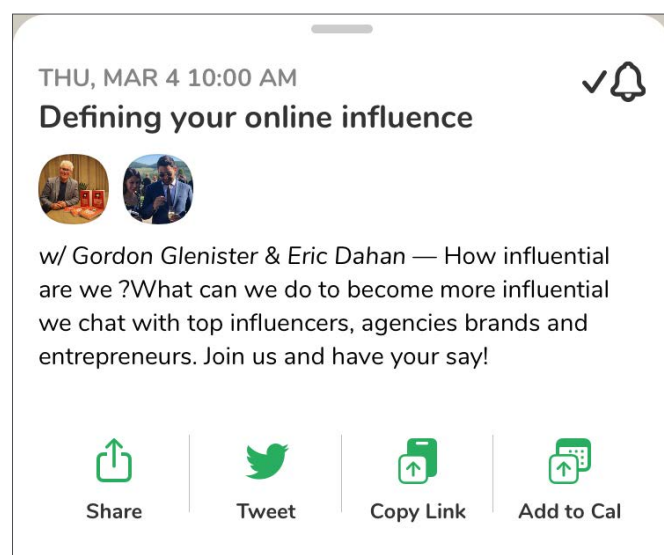 THU, MAR 4 10:00 AM
Defining your online influence
w/ Gordon Glenister & Eric Dahan — How influential
are we ?What can we do to become more influential
we chat with top influencers, agencies brands and
entrepreneurs. Join us and have your say!
Share
Tweet
Copy Link
Add to Cal